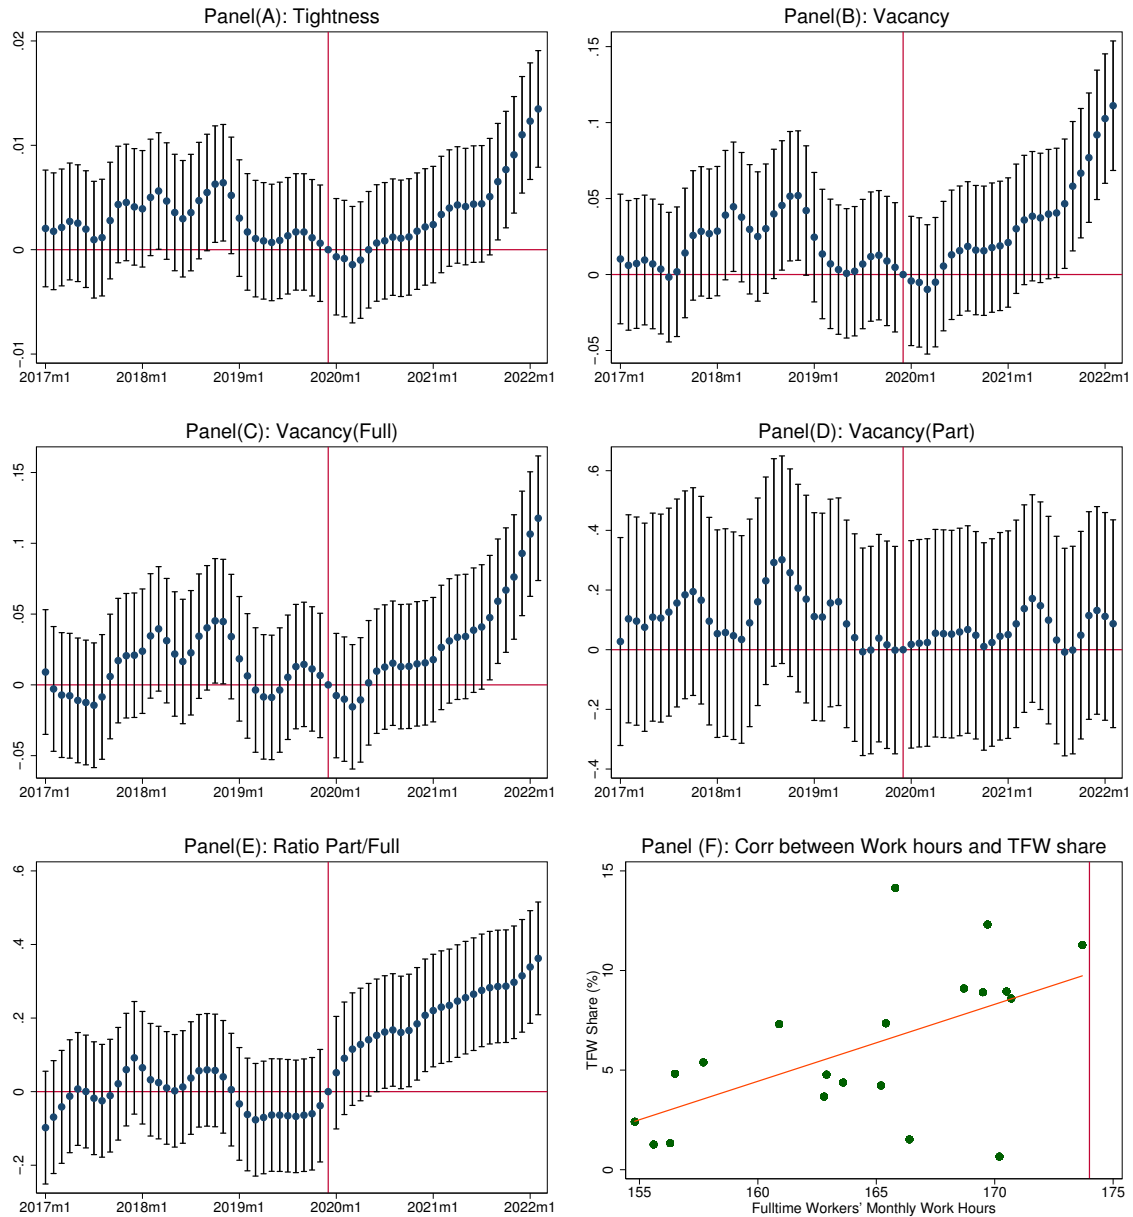 Panel(A): Tightness
.02
.01
0
-.01
2017m1 2018m1 2019m1 2020m1 2021m1 2022m1
Panel(B): Vacancy
.15
.1
.05
0
-.05
2017m1 2018m1 2019m1 2020m1 2021m1 2022m1
Panel(C): Vacancy(Full)
.15
.1
.05
0
-.05
2017m1 2018m1 2019m1 2020m1 2021m1 2022m1
Panel(D): Vacancy(Part)
.6
.4
.2
0
-.2
-.4
2017m1 2018m1 2019m1 2020m1 2021m1 2022m1
Panel(E): Ratio Part/Full
.6
.4
.2
0
-.2
2017m1 2018m1 2019m1 2020m1 2021m1 2022m1
Panel (F): Corr between Work hours and TFW share
TFW Share (%)
15
10
5
0
155 160 165 170 175
Fulltime Workers' Monthly Work Hours